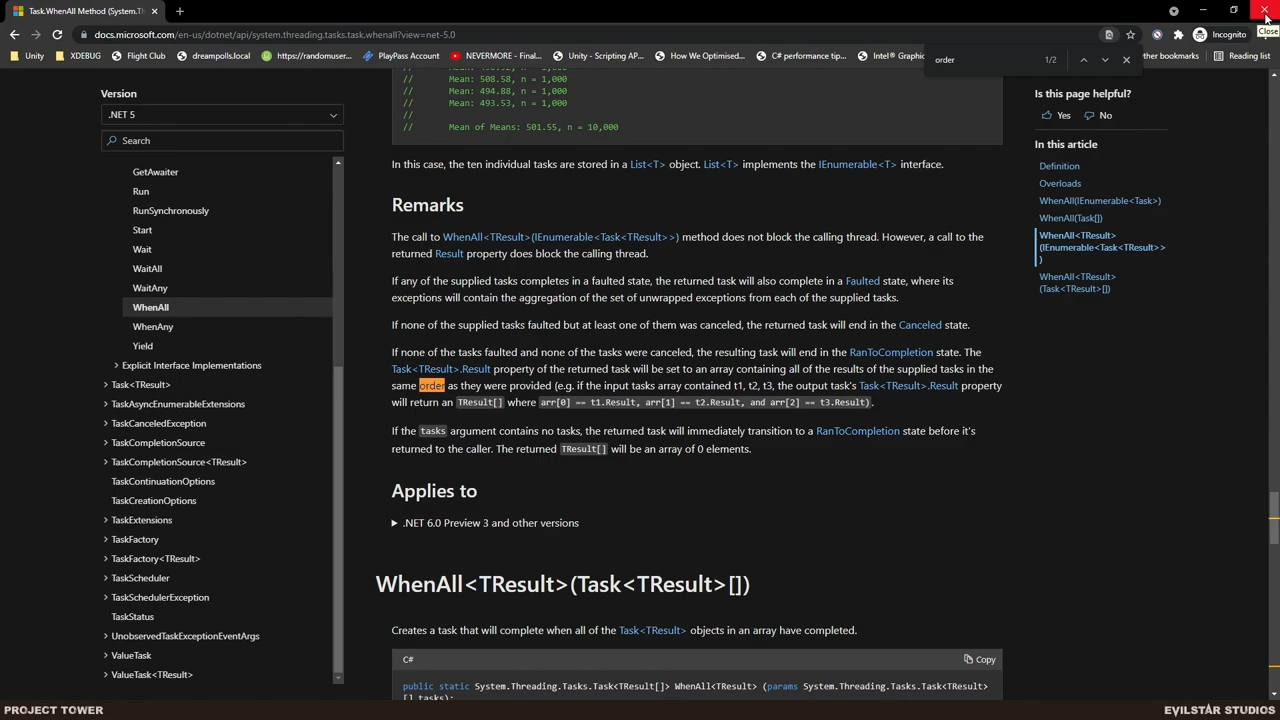 Task.WhenAll Method (System.T
docs.microsoft.com/en-us/dotnet/api/system.threading.tasks.task.whenall?view=net-5.0
Incognito
Close
Unity
XDEBUG
Flight Club
dreampolls.land
https://randomuser...
PlayPass Account
NEVERMORE - Final...
Unity - Scripting AP...
How We Optimised...
C# performance tip...
Integer
her bookmarks
Reading list
order
1/2
Version
.NET 5
Search
GetAwaiter
Run
RunSynchronously
Start
Wait
WaitAll
WaitAny
WhenAll
WhenAny
Yield
Explicit Interface Implementations
Task<TResult>
TaskAsyncEnumerableExtensions
TaskCanceledException
TaskCompletionSource
TaskCompletionSource<TResult>
TaskContinuationOptions
TaskCreationOptions
TaskExtensions
TaskFactory
TaskFactory<TResult>
TaskScheduler
TaskSchedulerException
TaskStatus
UnobservedTaskExceptionEventArgs
ValueTask
ValueTask<TResult>
// Mean: 508.58, n = 1,000
// Mean: 494.88, n = 1,000
// Mean: 493.53, n = 1,000
//
// Mean of Means: 501.55, n = 10,000
In this case, the ten individual tasks are stored in a List<T> object. List<T> implements the IEnumerable<T> interface.
Remarks
The call to WhenAll<TResult>(IEnumerable<Task<TResult>>) method does not block the calling thread. However, a call to the
returned Result property does block the calling thread.
If any of the supplied tasks completes in a faulted state, the returned task will also complete in a Faulted state, where its
exceptions will contain the aggregation of the set of unwrapped exceptions from each of the supplied tasks.
If none of the supplied tasks faulted but at least one of them was canceled, the returned task will end in the Canceled state.
If none of the tasks faulted and none of the tasks were canceled, the resulting task will end in the RanToCompletion state. The
Task<TResult>.Result property of the returned task will be set to an array containing all of the results of the supplied tasks in the
same order as they were provided (e.g. if the input tasks array contained t1, t2, t3, the output task's Task<TResult>.Result property
will return an TResult[] where arr[0] == t1.Result, arr[1] == t2.Result, and arr[2] == t3.Result).
If the tasks argument contains no tasks, the returned task will immediately transition to a RanToCompletion state before it's
returned to the caller. The returned TResult[] will be an array of 0 elements.
Applies to
.NET 6.0 Preview 3 and other versions
WhenAll<TResult>(Task<TResult>[])
Creates a task that will complete when all of the Task<TResult> objects in an array have completed.
C#
Copy
public static System.Threading.Tasks.Task<TResult[]> WhenAll<TResult> (params System.Threading.Tasks.Task<TResult>
[] tasks);
Is this page helpful?
Yes
No
In this article
Definition
Overloads
WhenAll(IEnumerable<Task>)
WhenAll(Task[])
WhenAll<TResult>
(IEnumerable<Task<TResult>>
)
WhenAll<TResult>
(Task<TResult>[])
PROJECT TOWER
EVILSTAR STUDIOS